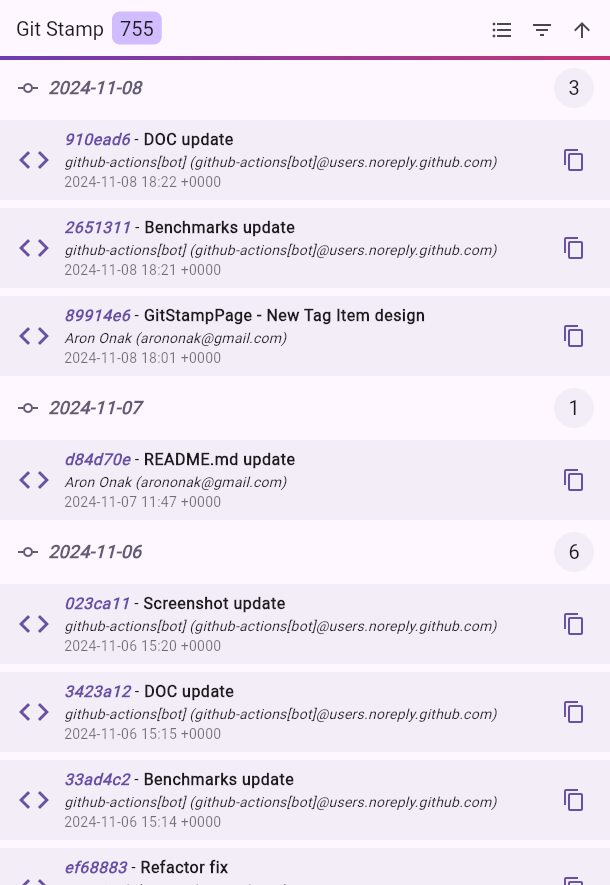 Git Stamp 755
2024-11-08 3
910ead6 - DOC update
github-actions[bot] (github-actions[bot]@users.noreply.github.com)
2024-11-08 18:22 +0000
2651311 - Benchmarks update
github-actions[bot] (github-actions[bot]@users.noreply.github.com)
2024-11-08 18:21 +0000
89914e6 - GitStampPage - New Tag Item design
Aron Onak (arononak@gmail.com)
2024-11-08 18:01 +0000
2024-11-07 1
d84d70e - README.md update
Aron Onak (arononak@gmail.com)
2024-11-07 11:47 +0000
2024-11-06 6
023ca11 - Screenshot update
github-actions[bot] (github-actions[bot]@users.noreply.github.com)
2024-11-06 15:20 +0000
3423a12 - DOC update
github-actions[bot] (github-actions[bot]@users.noreply.github.com)
2024-11-06 15:15 +0000
33ad4c2 - Benchmarks update
github-actions[bot] (github-actions[bot]@users.noreply.github.com)
2024-11-06 15:14 +0000
ef68883 - Refactor fix